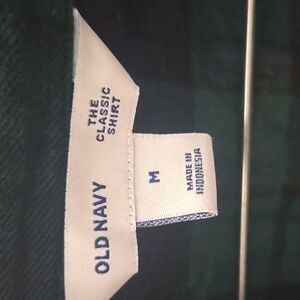 OLD NAVY
THE
CLASSIC
SHIRT
M
MADE IN
INDONESIA